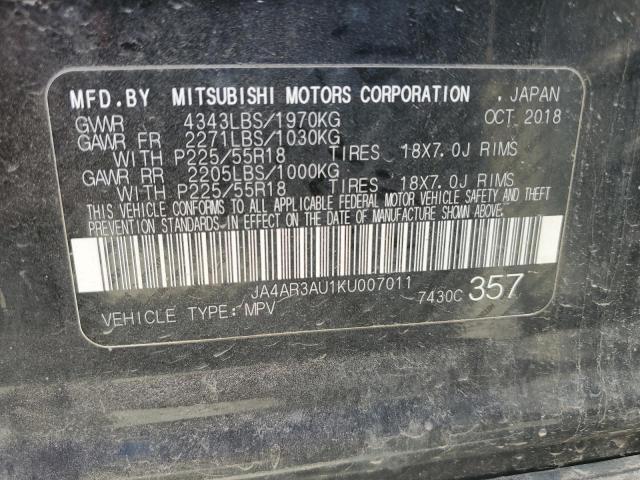 MFD.BY MITSUBISHI MOTORS CORPORATION . JAPAN
GVWR 4343LBS/1970KG OCT 2018
GAWR FR 2271LBS/1030KG
WITH P225/55R18 TIRES 18X7.0J RIMS
GAWR RR 2205LBS/1000KG
WITH P225/55R18 TIRES 18X7.0J RIMS
THIS VEHICLE CONFORMS TO ALL APPLICABLE FEDERAL MOTOR VEHICLE SAFETY AND THEFT
PREVENTION STANDARDS IN EFFECT ON THE DATE OF MANUFACTURE SHOWN ABOVE.
JA4AR3AU1KU007011 7430C 357
VEHICLE TYPE: MPV